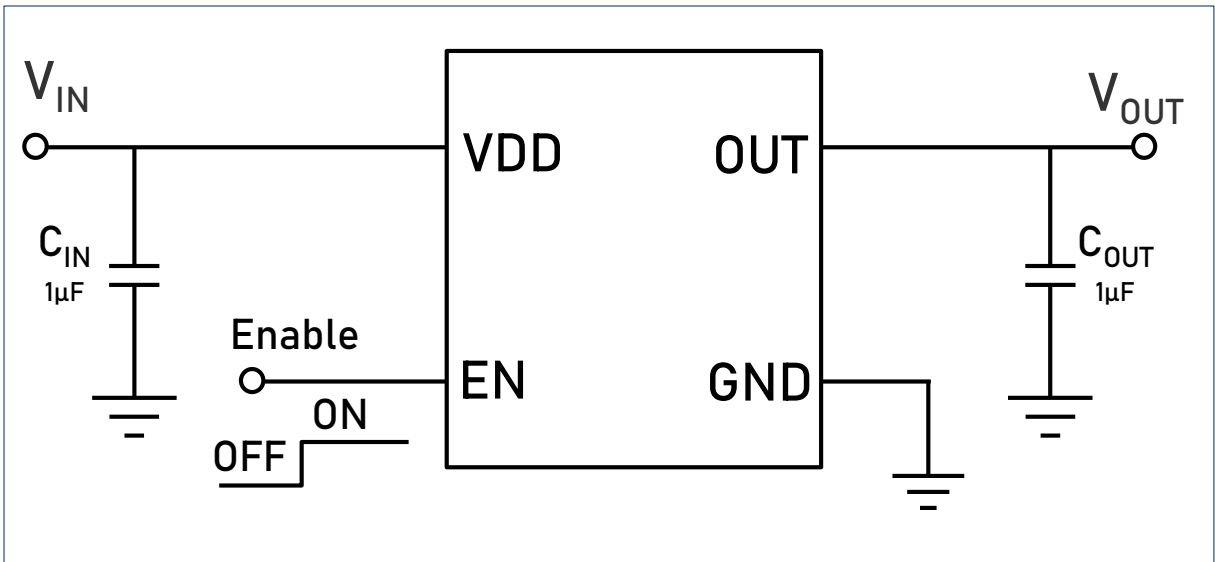 VIN
VOUT
VDD
OUT
CIN
1µF
COUT
1µF
Enable
EN
GND
ON
OFF